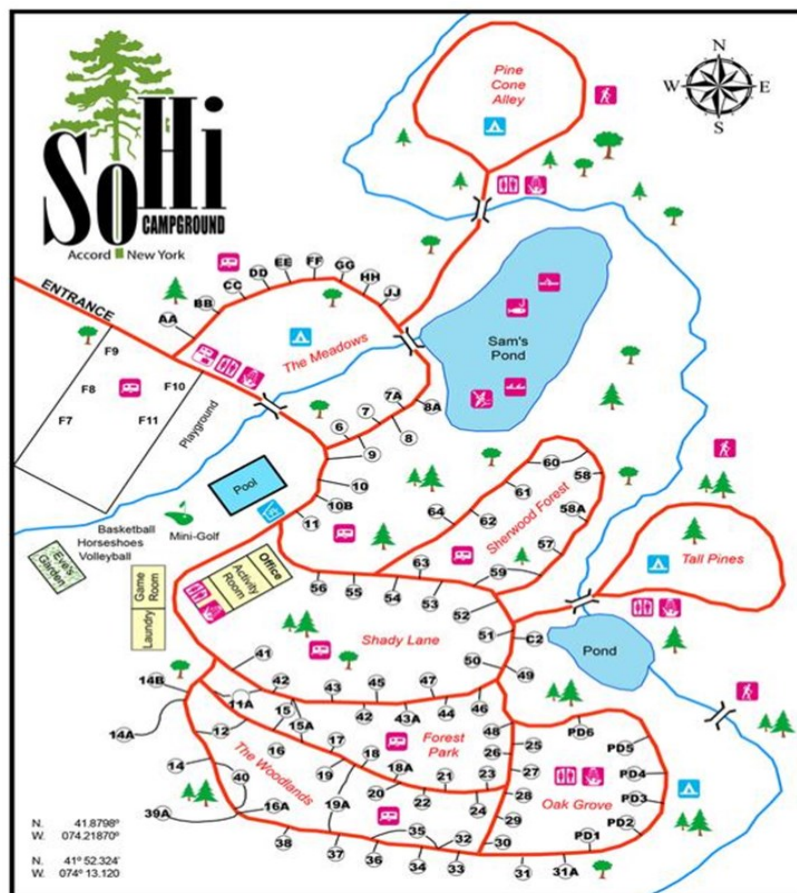 SoHi
CAMPGROUND
Accord New York
N
W
E
S
Pine
Cone
Alley
ENTRANCE
AA
BB
CC
DD
EE
FF
GG
HH
JJ
The Meadows
Sam's
Pond
F9
F8
F10
F7
F11
Playground
7A
8A
6
7
8
9
10
10B
11
Pool
Basketball
Horseshoes
Volleyball
Mini-Golf
Eve's
Garden
Game
Room
Laundry
Activity
Room
Office
60
58
61
58A
64
62
57
Sherwood Forest
63
59
56
55
54
53
52
Tall Pines
Shady Lane
51
C2
50
49
Pond
41
14B
42
11A
43
45
47
42
43A
44
46
14A
12
15
15A
16
17
18
18A
19
20
21
22
23
24
Forest
Park
The Woodlands
14
40
39A
16A
19A
35
32
38
37
36
34
33
48
26
25
27
28
29
30
Oak Grove
PD6
PD5
PD4
PD3
PD2
PD1
31
31A
N. 41.8798º
W. 074.21870º
N. 41º 52.324'
W. 074º 13.120